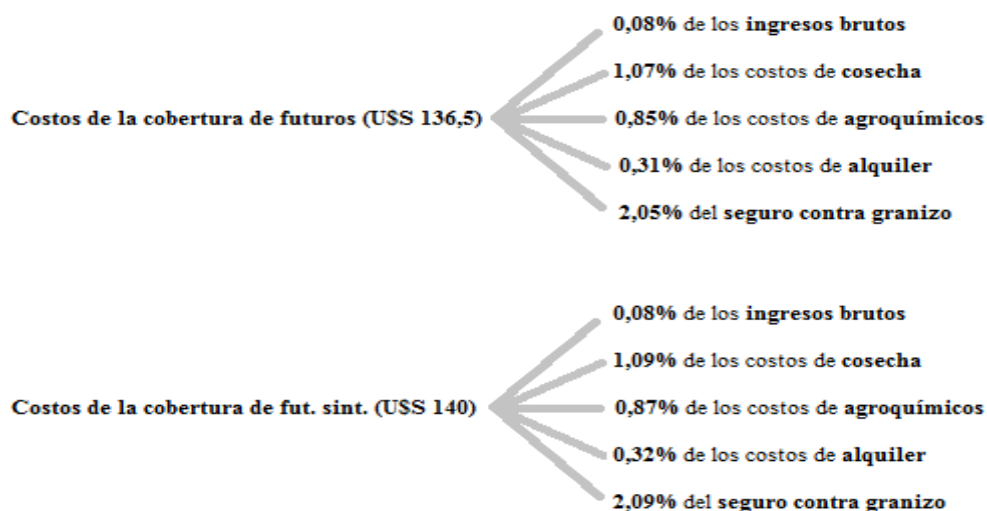 0,08% de los ingresos brutos
1,07% de los costos de cosecha
Costos de la cobertura de futuros (U$S 136,5)
0,85% de los costos de agroquímicos
0,31% de los costos de alquiler
2,05% del seguro contra granizo
0,08% de los ingresos brutos
1,09% de los costos de cosecha
Costos de la cobertura de fut. sint. (U$S 140)
0,87% de los costos de agroquímicos
0,32% de los costos de alquiler
2,09% del seguro contra granizo